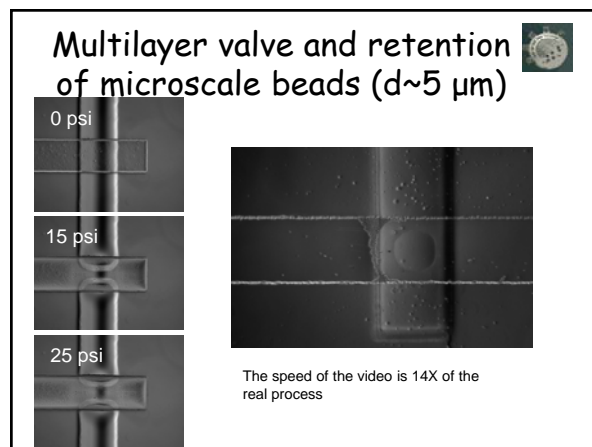 Multilayer valve and retention
of microscale beads (d~5 µm)
0 psi
15 psi
25 psi
The speed of the video is 14X of the
real process